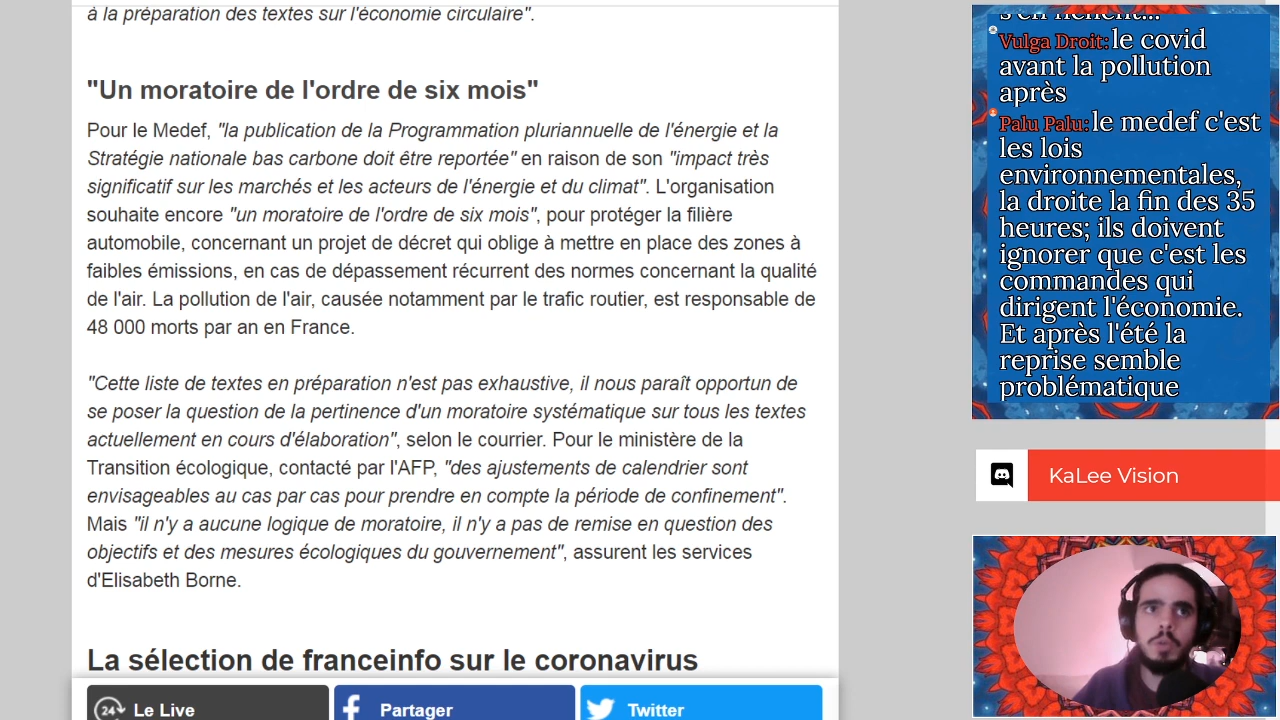 à la préparation des textes sur l'économie circulaire".
"Un moratoire de l'ordre de six mois"
Pour le Medef, "la publication de la Programmation pluriannuelle de l'énergie et la
Stratégie nationale bas carbone doit être reportée" en raison de son "impact très
significatif sur les marchés et les acteurs de l'énergie et du climat". L'organisation
souhaite encore "un moratoire de l'ordre de six mois", pour protéger la filière
automobile, concernant un projet de décret qui oblige à mettre en place des zones à
faibles émissions, en cas de dépassement récurrent des normes concernant la qualité
de l'air. La pollution de l'air, causée notamment par le trafic routier, est responsable de
48 000 morts par an en France.
"Cette liste de textes en préparation n'est pas exhaustive, il nous paraît opportun de
se poser la question de la pertinence d'un moratoire systématique sur tous les textes
actuellement en cours d'élaboration", selon le courrier. Pour le ministère de la
Transition écologique, contacté par l'AFP, "des ajustements de calendrier sont
envisageables au cas par cas pour prendre en compte la période de confinement".
Mais "il n'y a aucune logique de moratoire, il n'y a pas de remise en question des
objectifs et des mesures écologiques du gouvernement", assurent les services
d'Elisabeth Borne.
La sélection de franceinfo sur le coronavirus
24 Le Live
Partager
Twitter
Vulga Droit: le covid
avant la pollution
après
Palu Palu: le medef c'est
les lois
environnementales,
la droite la fin des 35
heures; ils doivent
ignorer que c'est les
commandes qui
dirigent l'économie.
Et après l'été la
reprise semble
problématique
KaLee Vision